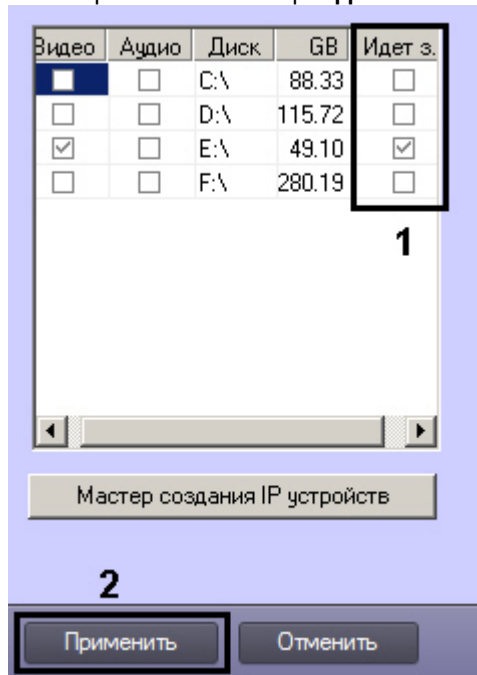 Видео Аудио Диск GB Идет з.
C:\ 88.33
D:\ 115.72
E:\ 49.10
F:\ 280.19
1
Мастер создания IP устройств
2
Применить Отменить